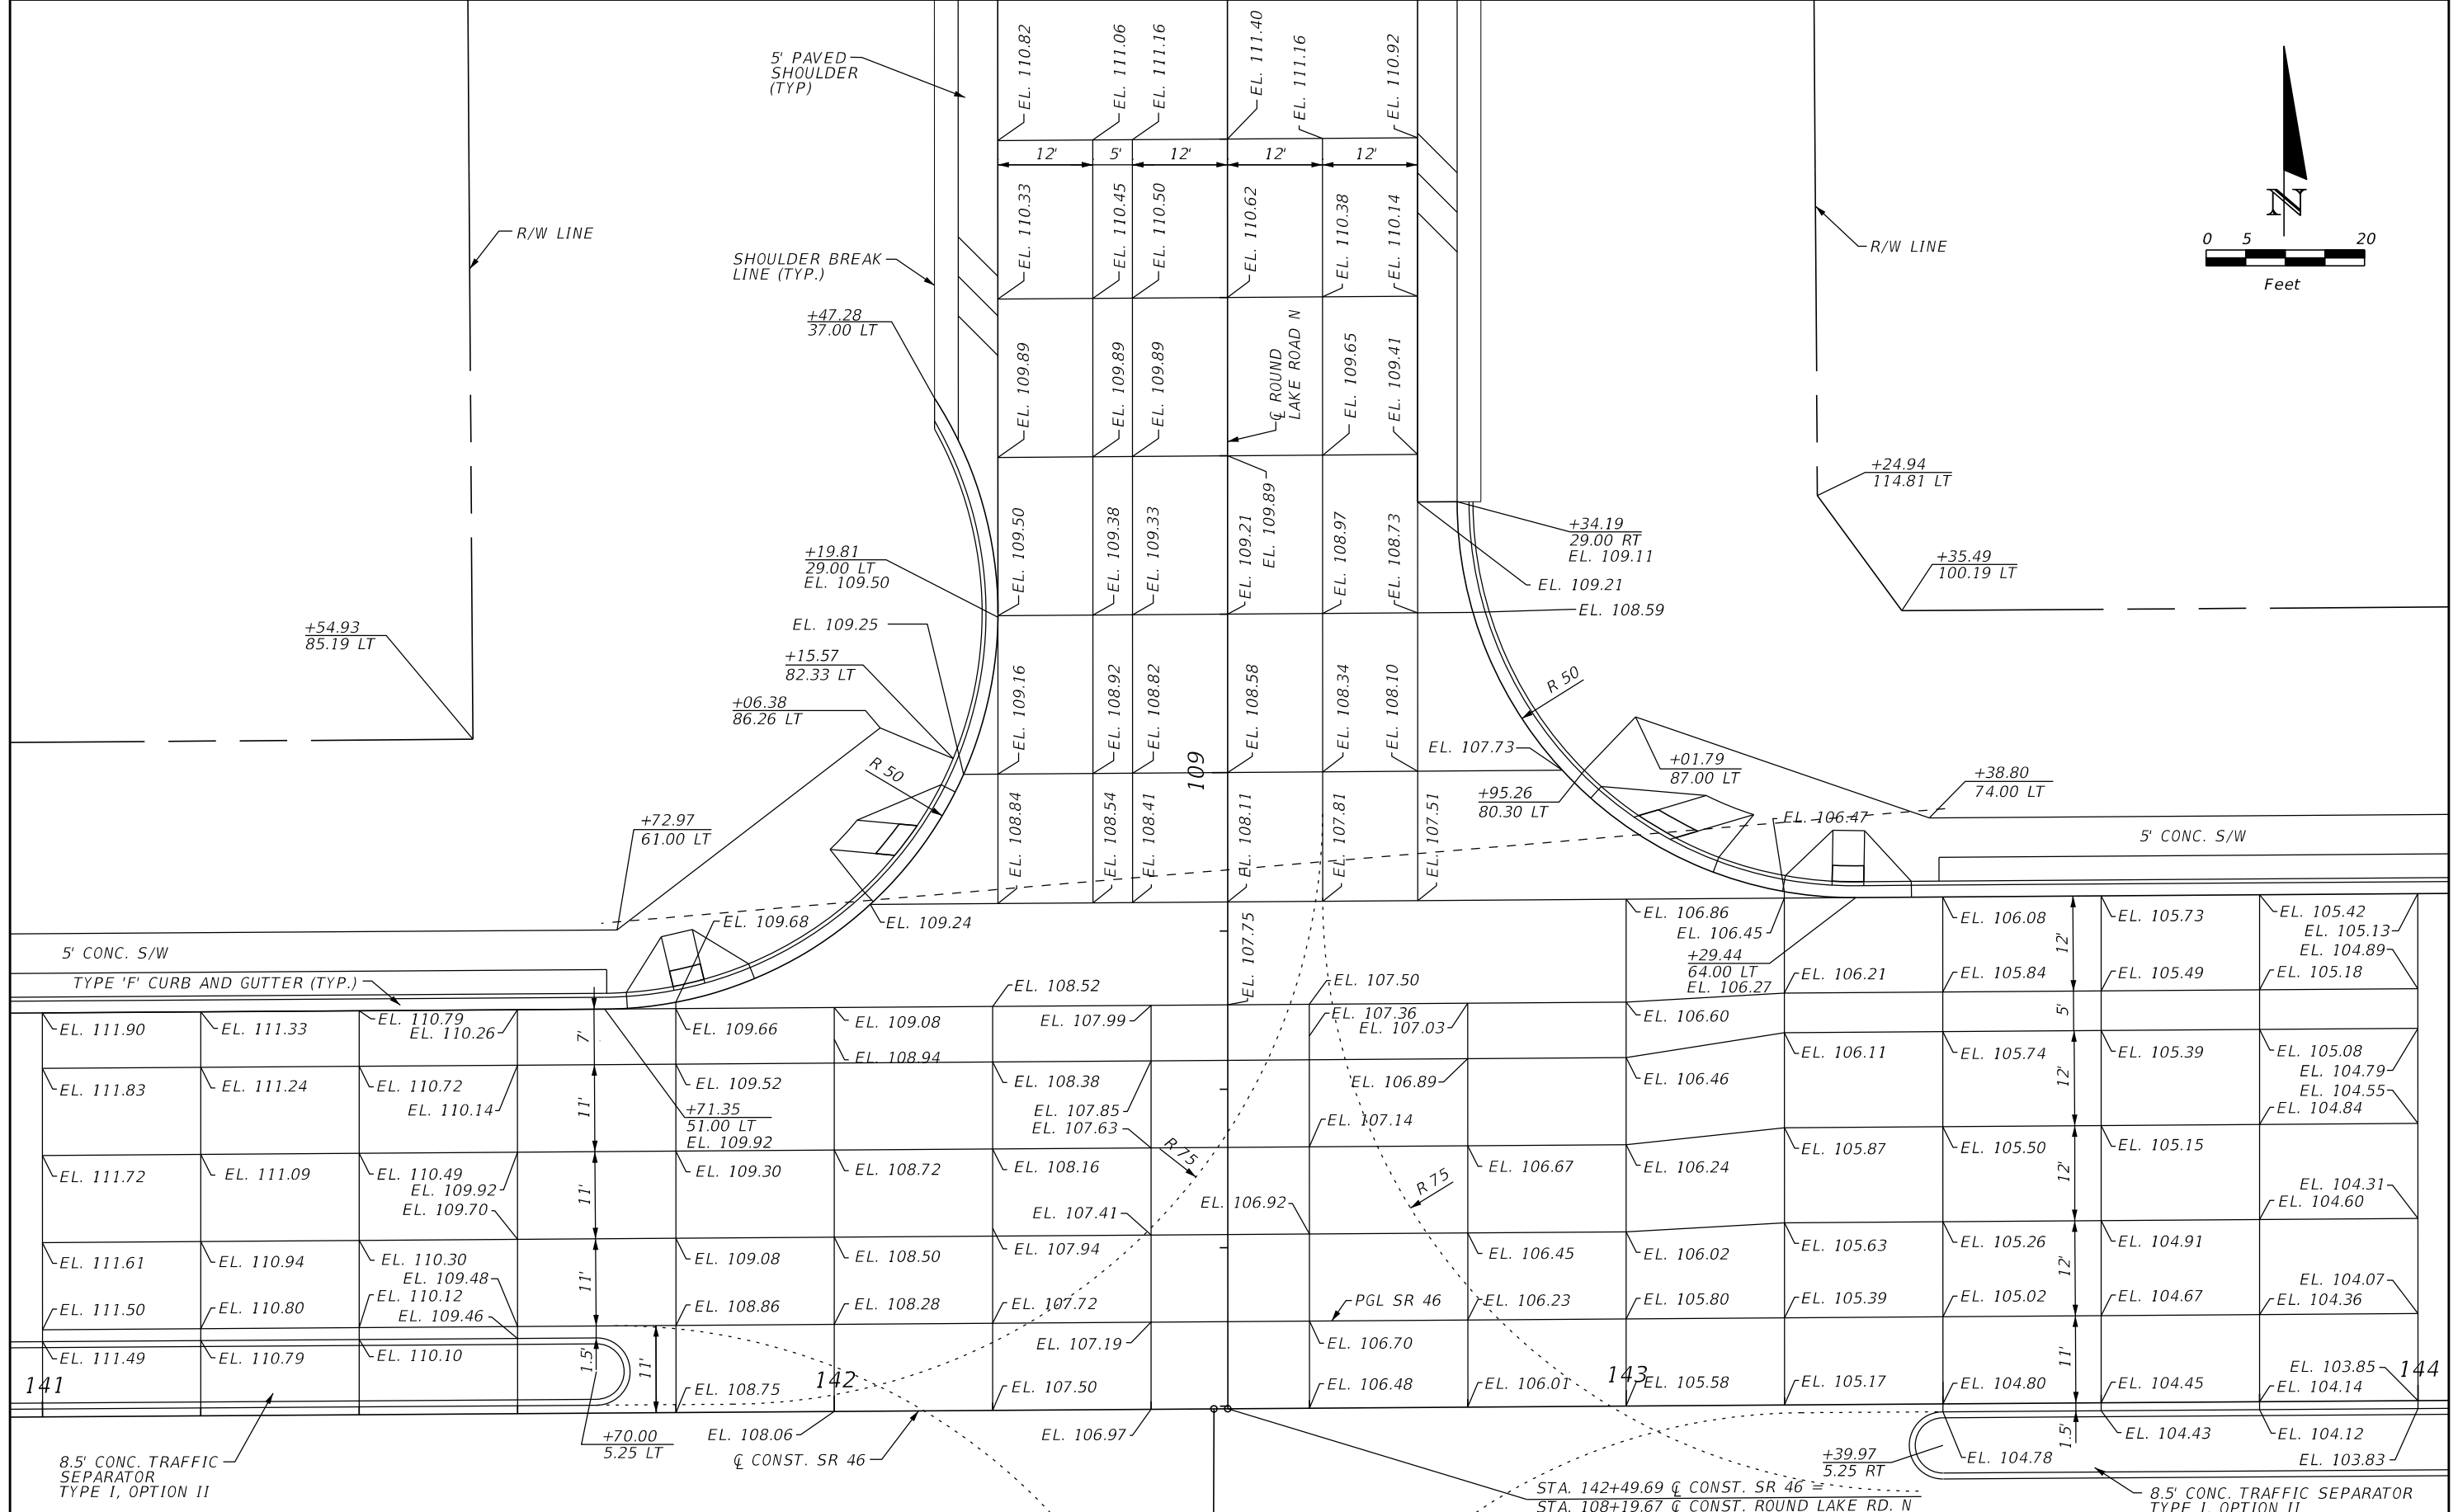 EL. 110.82
EL. 111.06
EL. 111.16
EL. 111.40
EL. 111.16
EL. 110.92
5' PAVED
SHOULDER
(TYP)
12'
5'
12'
12'
12'
N
0 5 20
Feet
R/W LINE
R/W LINE
SHOULDER BREAK
LINE (TYP.)
EL. 110.33
EL. 110.45
EL. 110.50
EL. 110.62
EL. 110.38
EL. 110.14
+47.28
37.00 LT
EL. 109.89
EL. 109.89
EL. 109.89
℄ ROUND
LAKE ROAD N
EL. 109.65
EL. 109.41
EL. 109.89
+24.94
114.81 LT
+34.19
29.00 RT
EL. 109.11
EL. 109.21
EL. 108.59
+35.49
100.19 LT
EL. 109.50
EL. 109.38
EL. 109.33
EL. 109.21
EL. 108.97
EL. 108.73
+19.81
29.00 LT
EL. 109.50
EL. 109.25
+54.93
85.19 LT
+15.57
82.33 LT
+06.38
86.26 LT
R 50
R 50
EL. 109.16
EL. 108.92
EL. 108.82
109
EL. 108.58
EL. 108.34
EL. 108.10
EL. 107.73
+01.79
87.00 LT
+95.26
80.30 LT
+38.80
74.00 LT
EL. 106.47
5' CONC. S/W
+72.97
61.00 LT
EL. 108.84
EL. 108.54
EL. 108.41
EL. 108.11
EL. 107.81
EL. 107.51
EL. 109.68
EL. 109.24
EL. 107.75
5' CONC. S/W
TYPE 'F' CURB AND GUTTER (TYP.)
EL. 106.86
EL. 106.45
+29.44
64.00 LT
EL. 106.27
EL. 106.08
EL. 105.73
EL. 105.42
EL. 105.13
EL. 104.89
12'
EL. 106.21
EL. 105.84
EL. 105.49
EL. 105.18
5'
EL. 108.52
EL. 107.50
EL. 111.90
EL. 111.33
EL. 110.79
EL. 110.26
7'
EL. 109.66
EL. 109.08
EL. 108.94
EL. 107.99
EL. 107.36
EL. 107.03
EL. 106.60
EL. 106.11
EL. 105.74
EL. 105.39
EL. 105.08
EL. 104.79
EL. 104.55
EL. 104.84
12'
EL. 111.83
EL. 111.24
EL. 110.72
EL. 110.14
11'
EL. 109.52
+71.35
51.00 LT
EL. 109.92
EL. 108.38
EL. 107.85
EL. 107.63
EL. 106.89
EL. 107.14
EL. 106.46
EL. 105.87
EL. 105.50
EL. 105.15
EL. 111.72
EL. 111.09
EL. 110.49
EL. 109.92
EL. 109.70
11'
EL. 109.30
EL. 108.72
EL. 108.16
R 75
R 75
EL. 106.92
EL. 107.41
EL. 106.67
EL. 106.24
12'
EL. 104.31
EL. 104.60
EL. 111.61
EL. 110.94
EL. 110.30
EL. 109.48
EL. 110.12
EL. 109.46
11'
EL. 109.08
EL. 108.50
EL. 107.94
EL. 106.45
EL. 106.02
EL. 105.63
EL. 105.26
EL. 104.91
12'
EL. 104.07
EL. 104.36
EL. 111.50
EL. 110.80
EL. 108.86
EL. 108.28
EL. 107.72
PGL SR 46
EL. 106.23
EL. 105.80
EL. 105.39
EL. 105.02
EL. 104.67
EL. 111.49
EL. 110.79
EL. 110.10
1.5'
11'
EL. 107.19
EL. 106.70
11'
141
142
143
144
EL. 108.75
EL. 107.50
EL. 106.48
EL. 106.01
EL. 105.58
EL. 105.17
EL. 104.80
EL. 104.45
EL. 103.85
EL. 104.14
8.5' CONC. TRAFFIC
SEPARATOR
TYPE I, OPTION II
+70.00
5.25 LT
EL. 108.06
℄ CONST. SR 46
EL. 106.97
+39.97
5.25 RT
EL. 104.78
1.5'
EL. 104.43
EL. 104.12
EL. 103.83
STA. 142+49.69 ℄ CONST. SR 46 =
STA. 108+19.67 ℄ CONST. ROUND LAKE RD. N
8.5' CONC. TRAFFIC SEPARATOR
TYPE I, OPTION II